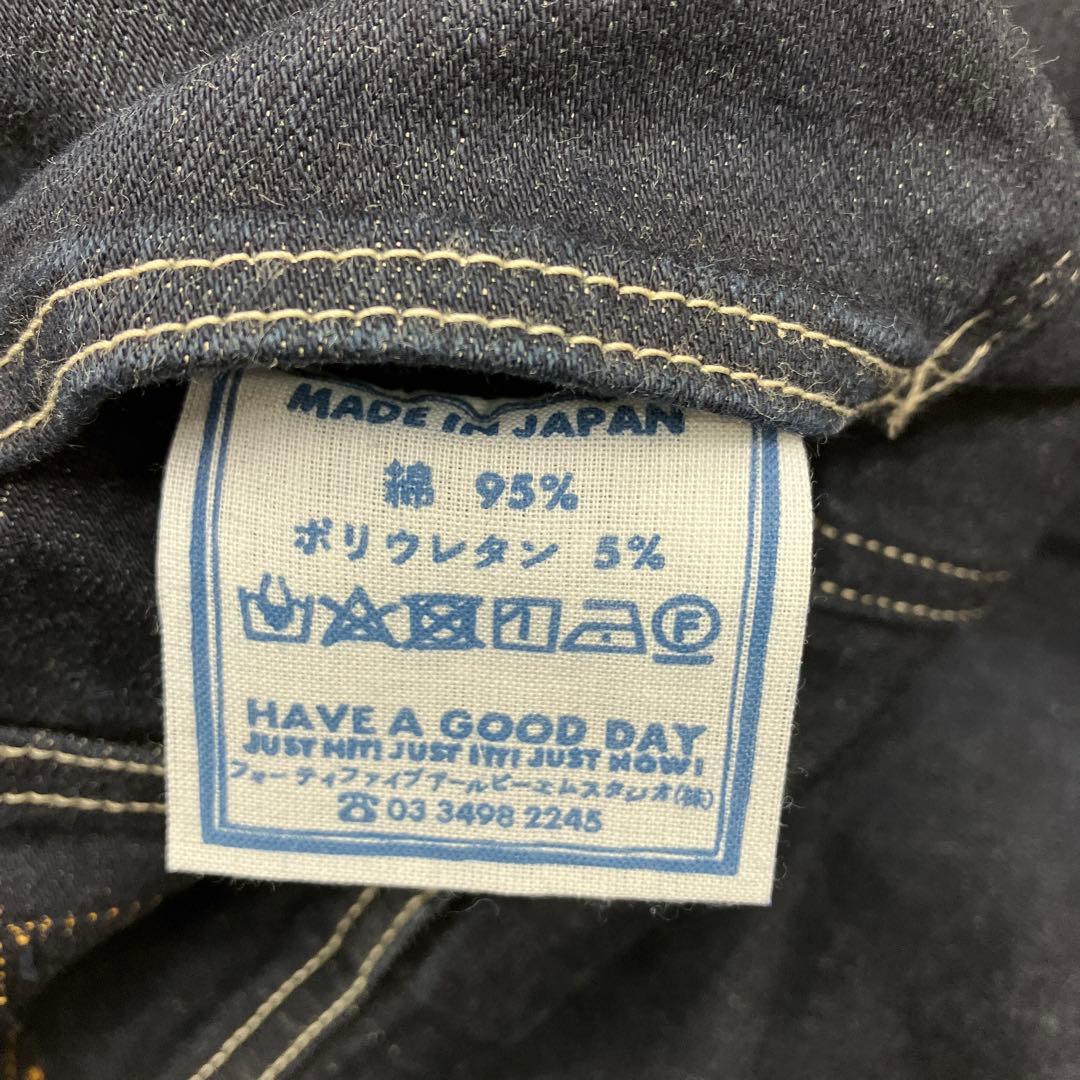 MADE IN JAPAN
綿 95%
ポリウレタン 5%
1 F
HAVE A GOOD DAY
JUST HIT! JUST IT! JUST NOW!
フォーティファイブアールピーエムスタジオ(株)
☎ 03 3498 2245